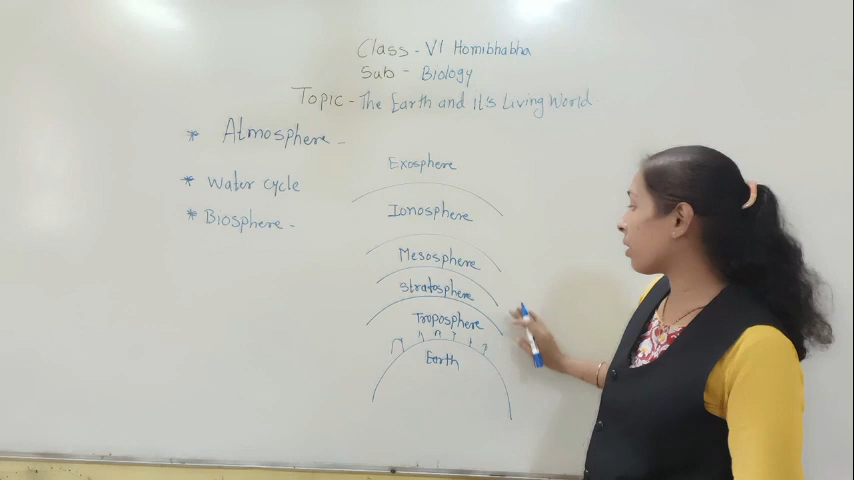 Class - VI Homibhabha
Sub - Biology
Topic - The Earth and It's Living World
* Atmosphere -
* Water cycle
* Biosphere -
Exosphere
Ionosphere
Mesosphere
Stratosphere
Troposphere
Earth